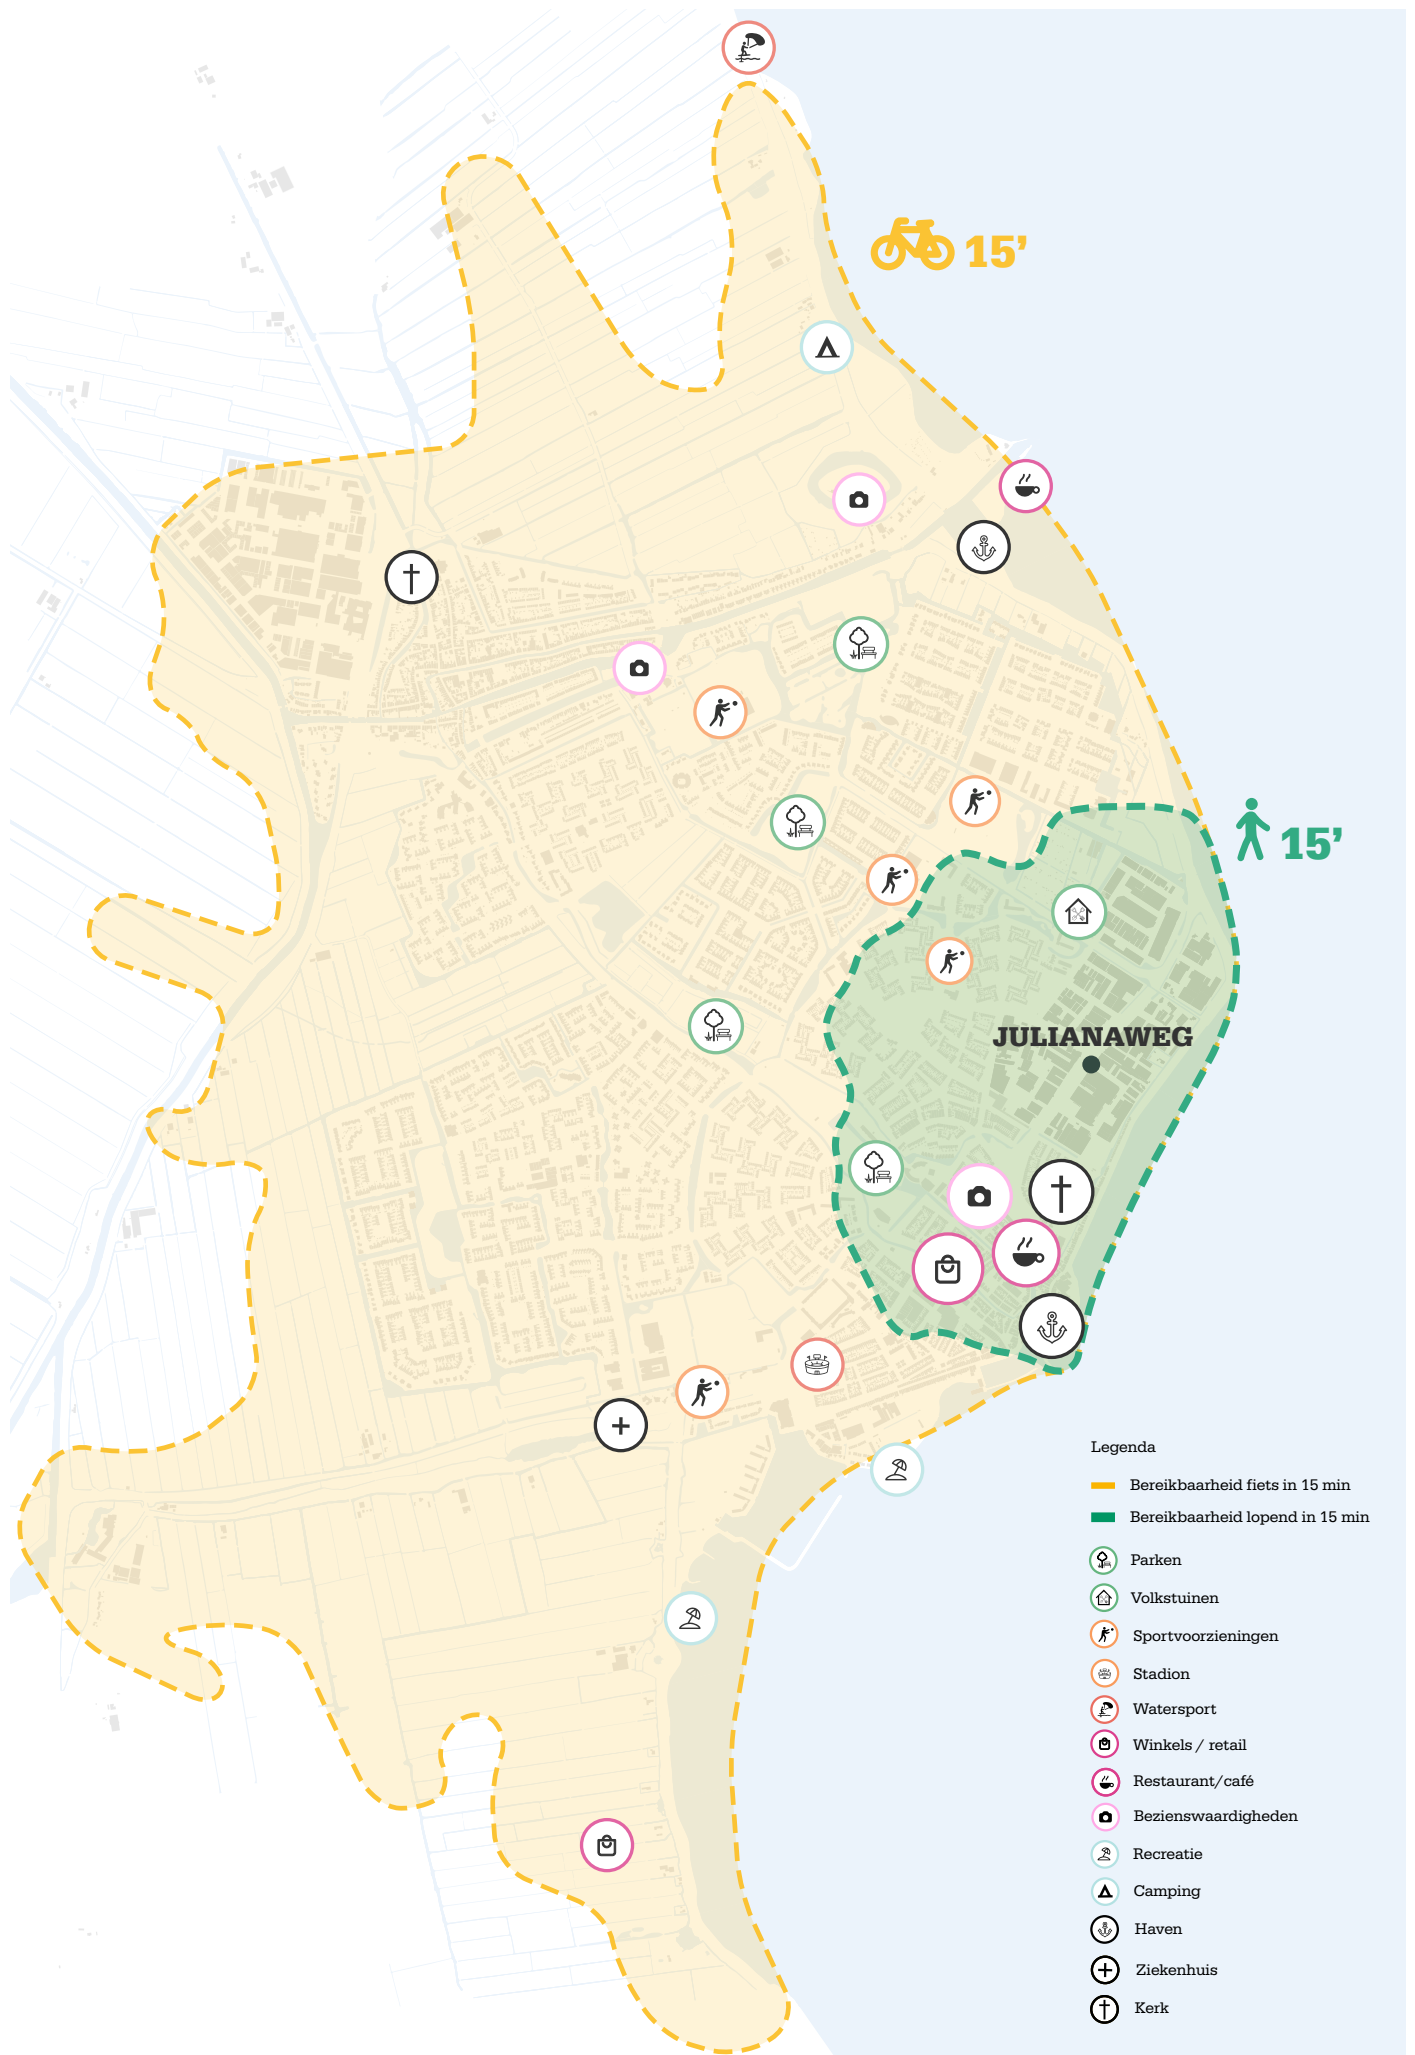 15’
15’
JULIANAWEG
Legenda
Bereikbaarheid fiets in 15 min
Bereikbaarheid lopend in 15 min
Parken
Volkstuinen
Sportvoorzieningen
Stadion
Watersport
Winkels / retail
Restaurant/café
Bezienswaardigheden
Recreatie
Camping
Haven
Ziekenhuis
Kerk